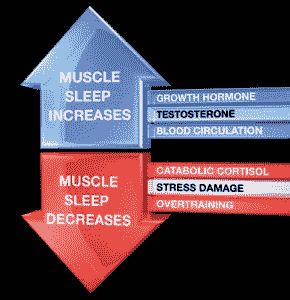 MUSCLE
SLEEP
INCREASES
GROWTH HORMONE
TESTOSTERONE
BLOOD CIRCULATION
MUSCLE
SLEEP
DECREASES
CATABOLIC CORTISOL
STRESS DAMAGE
OVERTRAINING